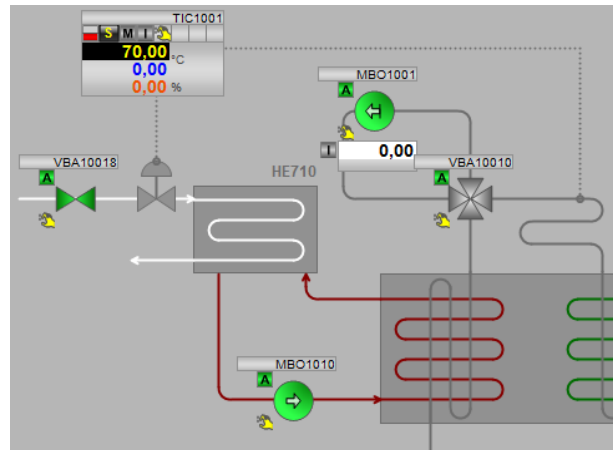 TIC1001
S M I
70,00 °C
0,00
0,00 %
MBO1001
A
I 0,00
VBA10018
A
HE710
VBA10010
A
MBO1010
A